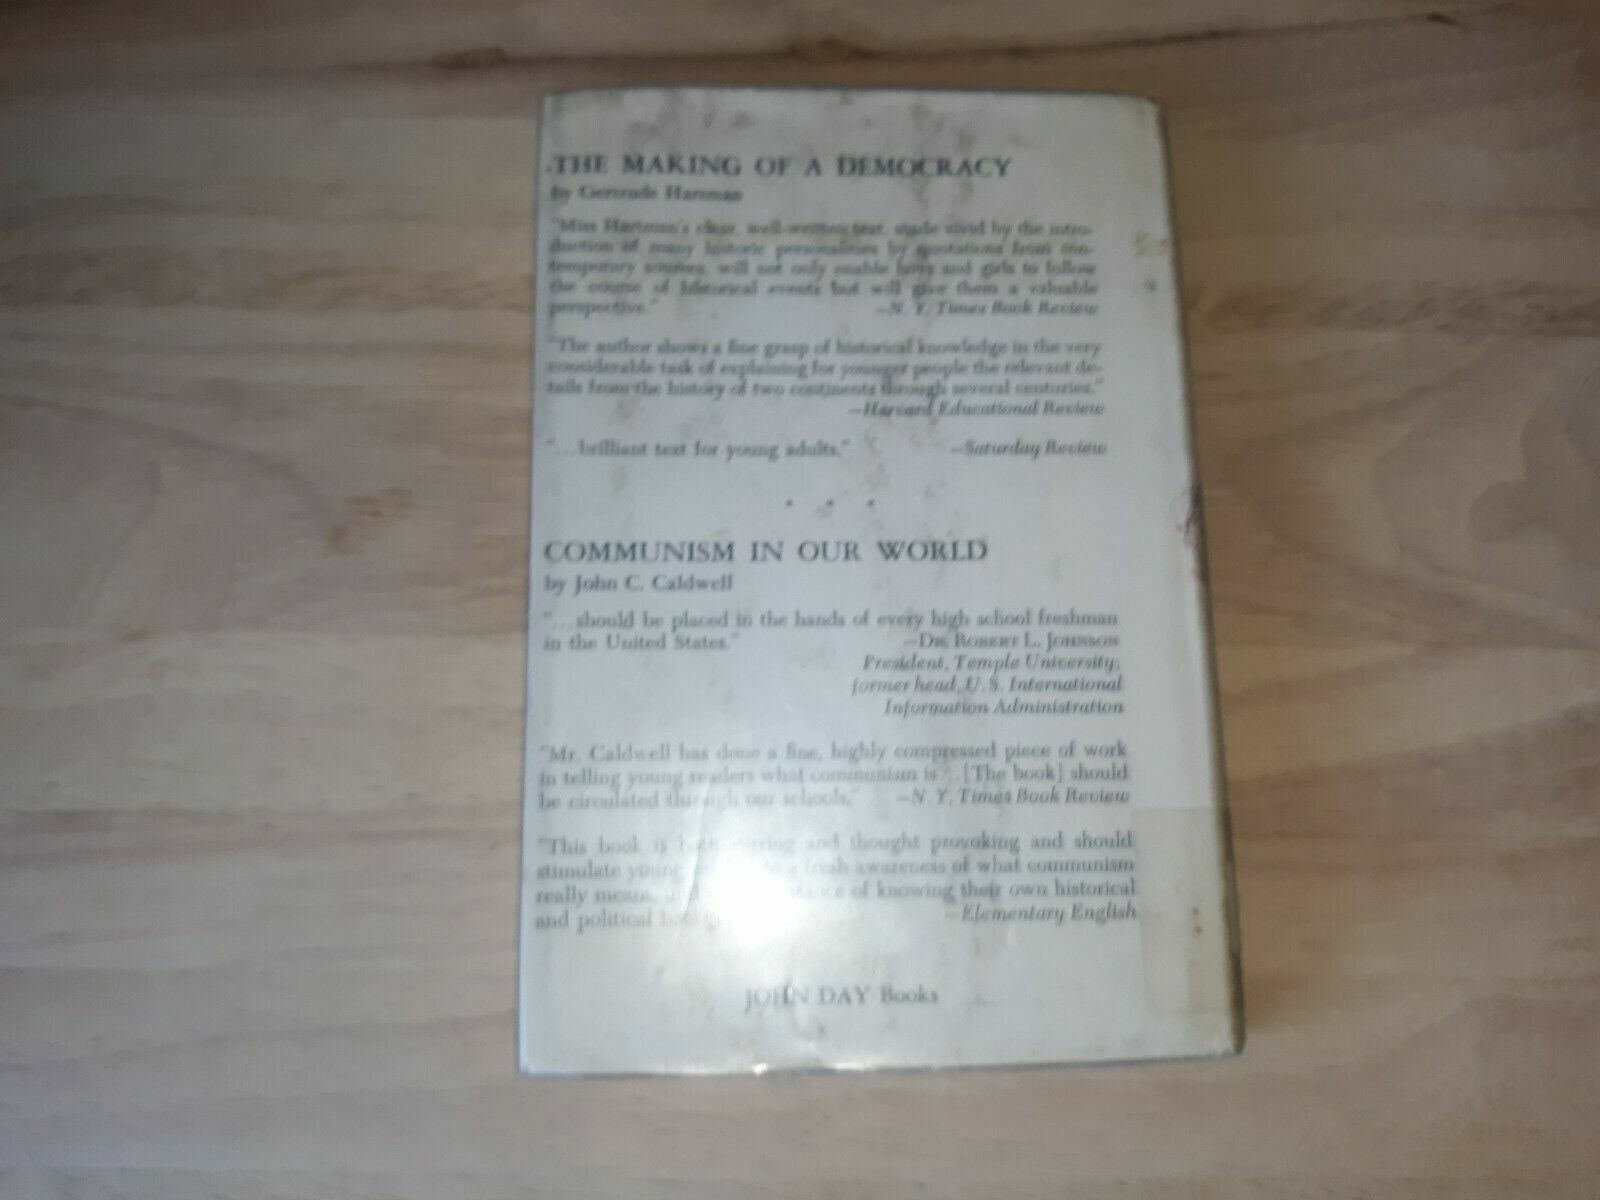 THE MAKING OF A DEMOCRACY
by Gertrude Hartman
"Miss Hartman's clear, well-written text, made vivid by the intro-
duction of many historic personalities by quotations from con-
temporary sources, will not only enable boys and girls to follow
the course of historical events but will give them a valuable
perspective." —N. Y. Times Book Review
"The author shows a fine grasp of historical knowledge in the very
considerable task of explaining for younger people the relevant de-
tails from the history of two continents through several centuries."
—Harvard Educational Review
"...brilliant text for young adults." —Saturday Review
. . .
COMMUNISM IN OUR WORLD
by John C. Caldwell
"...should be placed in the hands of every high school freshman
in the United States." —DR. ROBERT L. JOHNSON
President, Temple University,
former head, U.S. International
Information Administration
"Mr. Caldwell has done a fine, highly compressed piece of work
in telling young readers what communism is...[The book] should
be circulated through our schools." —N. Y. Times Book Review
"This book is both stirring and thought provoking and should
stimulate young to a fresh awareness of what communism
really means, of knowing their own historical
and political —Elementary English
JOHN DAY Books